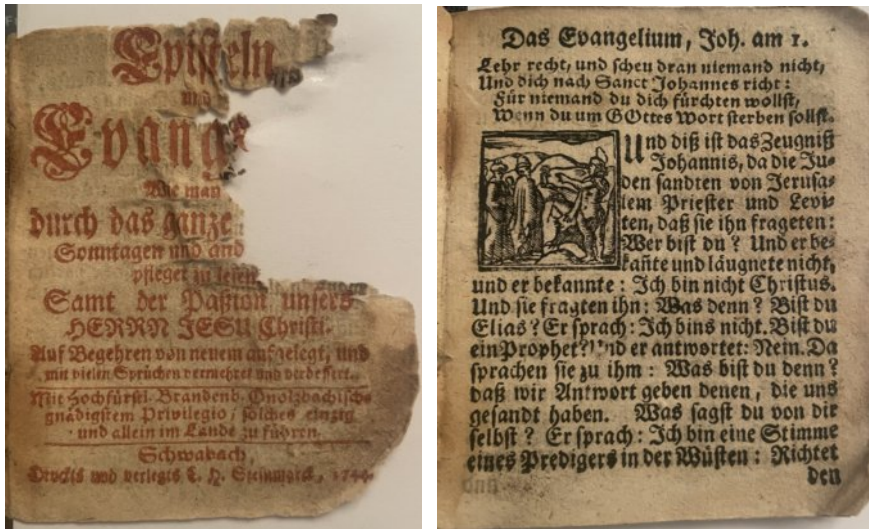 Episteln
und
Evang
Wie man
durch das ganze
Sonntagen und and
pfleget zu lesen
Samt der Paßion unsers
HERRN JESU Christi.
Auf Begehren von neuem aufgelegt, und
mit vielen Sprüchen vermehret und verbessert.
Mit Hochfürstl. Brandenb. Onolzbachische
gnädigstem Privilegio, solches einzig
und allein im Lande zu führen.
Schwabach,
Druckts und verlegts C. H.
Das Evangelium, Joh. am 1.
Lehr recht, und scheu dran niemand nicht,
Und dich nach Sanct Johannes richt:
Für niemand du dich fürchten wollst,
Wenn du um GOttes Wort sterben sollst.
Und diß ist das Zeugniß
Johannis, da die Ju-
den sandten von Jerusa-
lem Priester und Levi-
ten, daß sie ihn frageten:
Wer bist du? Und er be-
kañte und läugnete nicht,
und er bekannte: Ich bin nicht Christus.
Und sie fragten ihn: Was denn? Bist du
Elias? Er sprach: Ich bins nicht. Bist du
ein Prophet? Und er antwortet: Nein. Da
sprachen sie zu ihm: Was bist du denn?
daß wir Antwort geben denen, die uns
gesandt haben. Was sagst du von dir
selbst? Er sprach: Ich bin eine Stimme
eines Predigers in der Wüsten: Richtet
den